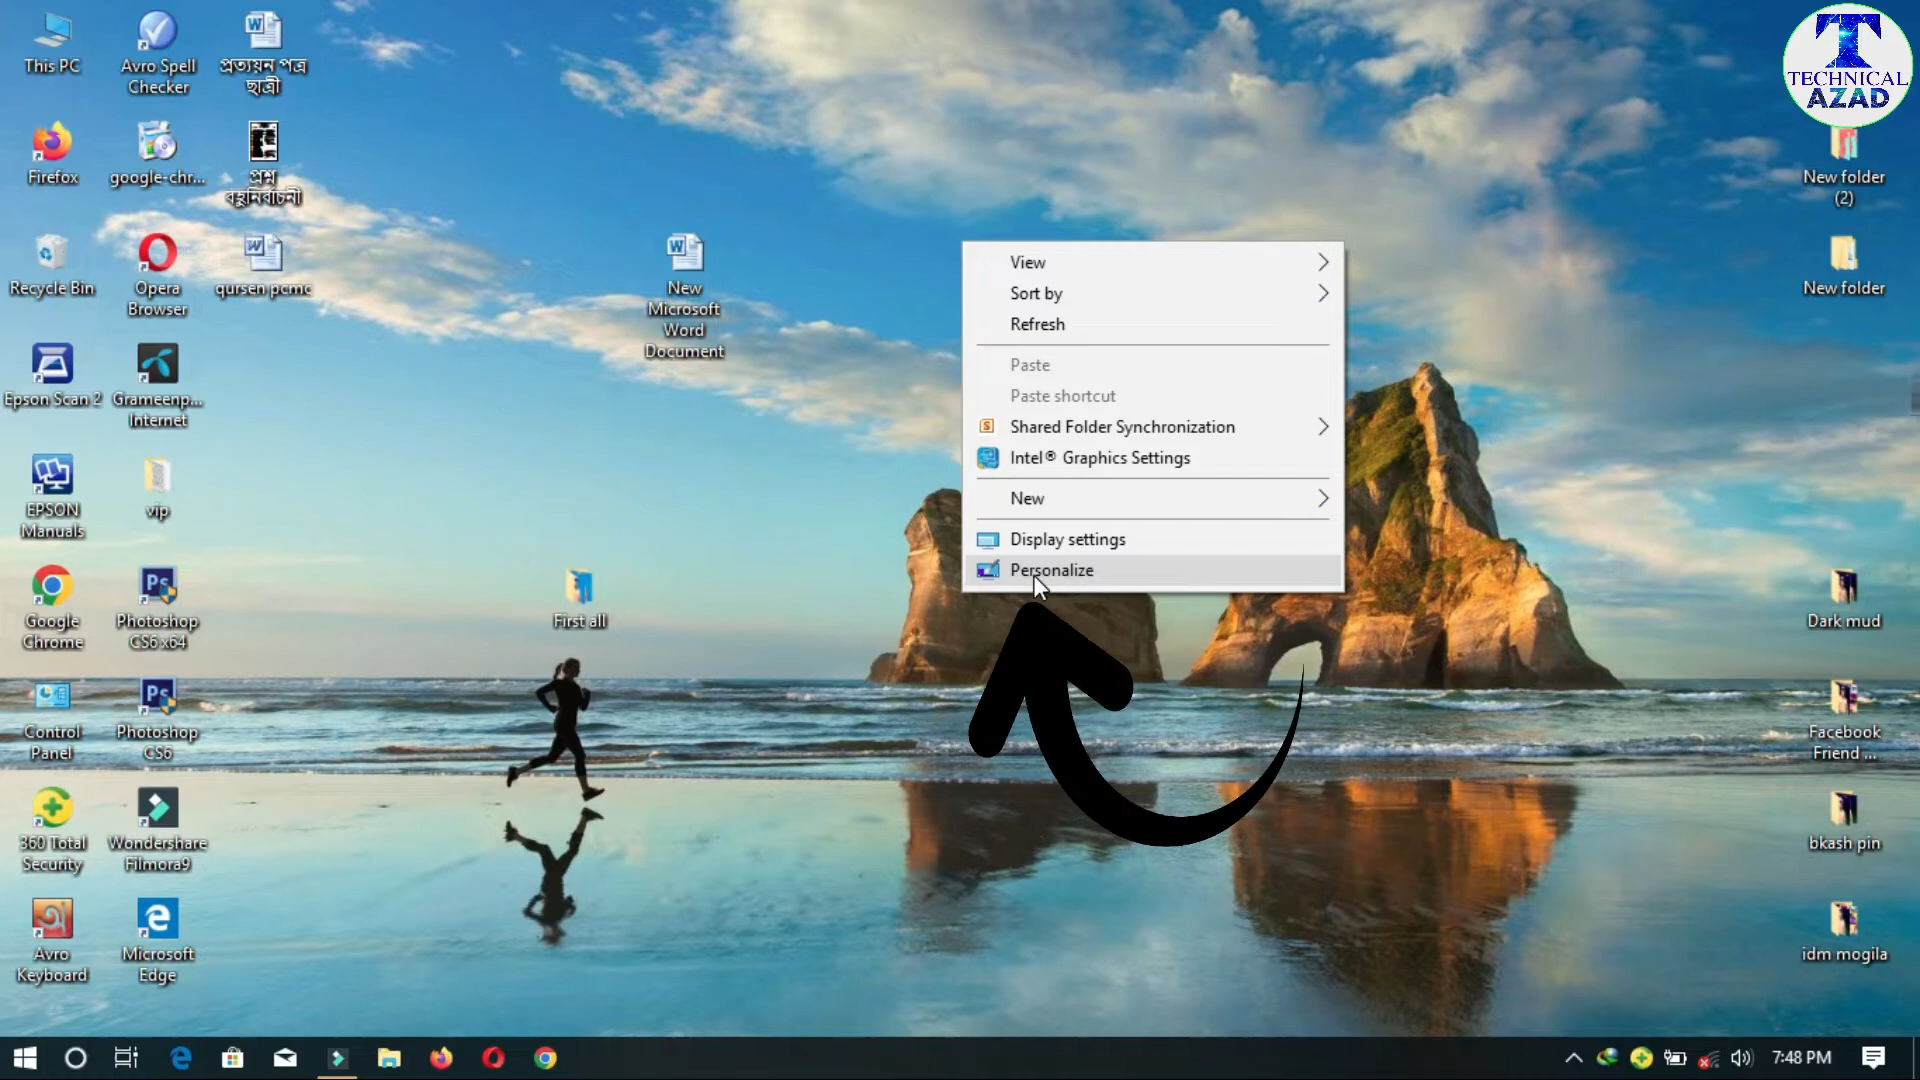 This PC
Avro Spell
Checker
প্রত্যয়ন পত্র
ছাত্রী
Firefox
google-chr...
প্রশ্ন
বহুনির্বাচনী
Recycle Bin
Opera
Browser
qursen pcmc
Epson Scan 2
Grameenp...
Internet
EPSON
Manuals
vip
Google
Chrome
Photoshop
CS6 x64
Control
Panel
Photoshop
CS6
360 Total
Security
Wondershare
Filmora9
Avro
Keyboard
Microsoft
Edge
New
Microsoft
Word
Document
First all
View
Sort by
Refresh
Paste
Paste shortcut
Shared Folder Synchronization
Intel® Graphics Settings
New
Display settings
Personalize
T
TECHNICAL
AZAD
New folder
(2)
New folder
Dark mud
Facebook
Friend ...
bkash pin
idm mogila
7:48 PM